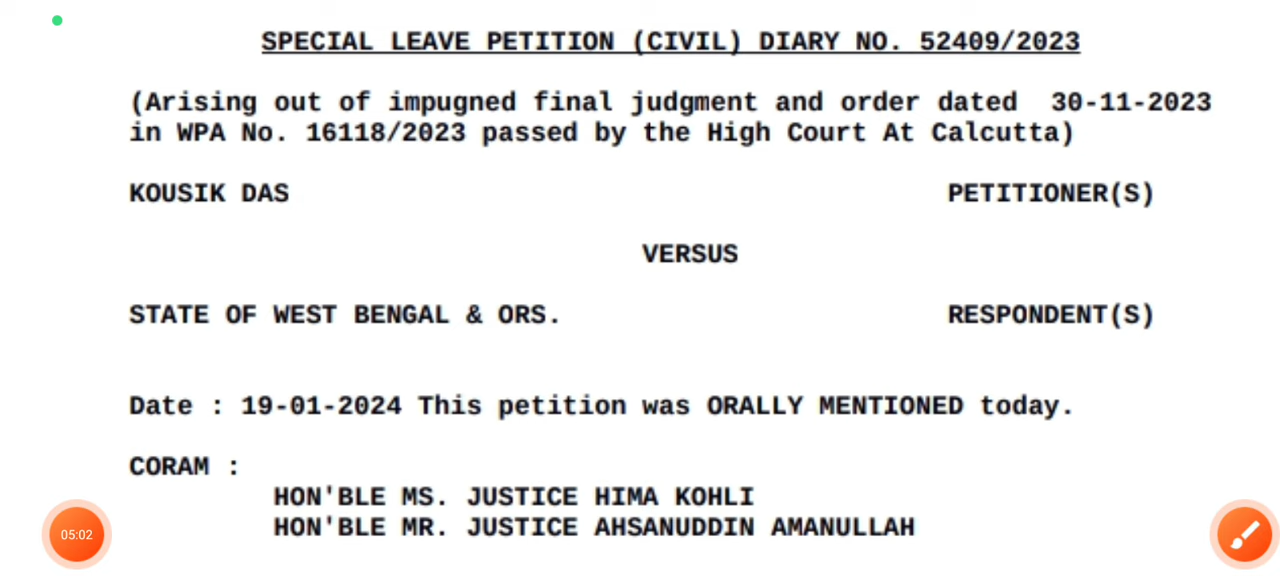 SPECIAL LEAVE PETITION (CIVIL) DIARY NO. 52409/2023
(Arising out of impugned final judgment and order dated 30-11-2023
in WPA No. 16118/2023 passed by the High Court At Calcutta)
KOUSIK DAS PETITIONER(S)
VERSUS
STATE OF WEST BENGAL & ORS. RESPONDENT(S)
Date : 19-01-2024 This petition was ORALLY MENTIONED today.
CORAM :
HON'BLE MS. JUSTICE HIMA KOHLI
HON'BLE MR. JUSTICE AHSANUDDIN AMANULLAH
05:02